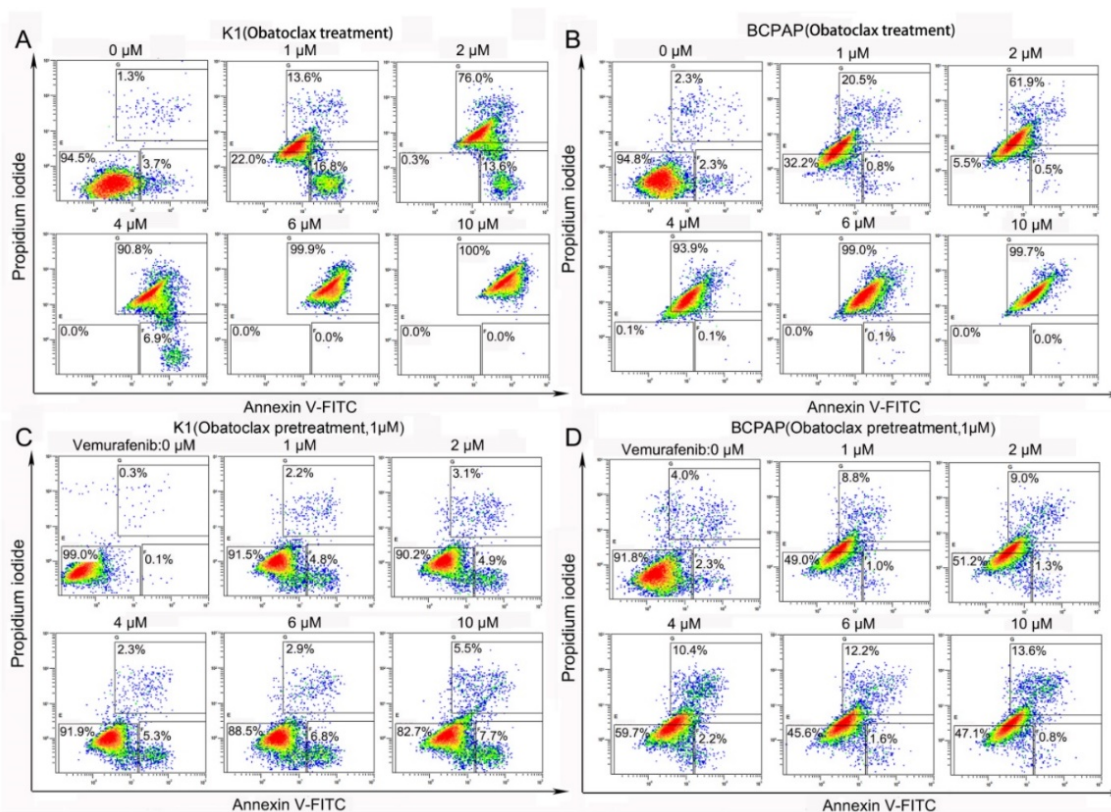 A
K1(Obatoclax treatment)
0 µM
1 µM
2 µM
G
1.3%
E
94.5%
F
3.7%
G
13.6%
E
22.0%
16.8%
G
76.0%
E
0.3%
13.6%
4 µM
6 µM
10 µM
G
90.8%
E
0.0%
F
6.9%
G
99.9%
E
0.0%
F
0.0%
G
100%
E
0.0%
F
0.0%
Propidium iodide
Annexin V-FITC
B
BCPAP(Obatoclax treatment)
0 µM
1 µM
2 µM
G
2.3%
E
94.8%
F
2.3%
G
20.5%
E
32.2%
F
0.8%
G
61.9%
E
5.5%
F
0.5%
4 µM
6 µM
10 µM
G
93.9%
E
0.1%
F
0.1%
G
99.0%
E
0.0%
F
0.1%
G
99.7%
E
0.0%
F
0.0%
Propidium iodide
Annexin V-FITC
C
K1(Obatoclax pretreatment,1µM)
Vemurafenib:0 µM
1 µM
2 µM
G
0.3%
E
99.0%
F
0.1%
G
2.2%
E
91.5%
F
4.8%
G
3.1%
E
90.2%
F
4.9%
4 µM
6 µM
10 µM
G
2.3%
E
91.9%
F
5.3%
G
2.9%
E
88.5%
F
6.8%
G
5.5%
E
82.7%
F
7.7%
Propidium iodide
Annexin V-FITC
D
BCPAP(Obatoclax pretreatment,1µM)
Vemurafenib:0 µM
1 µM
2 µM
G
4.0%
E
91.8%
F
2.3%
G
8.8%
E
49.0%
F
1.0%
G
9.0%
E
51.2%
F
1.3%
4 µM
6 µM
10 µM
G
10.4%
E
59.7%
F
2.2%
G
12.2%
E
45.6%
F
1.6%
G
13.6%
E
47.1%
F
0.8%
Propidium iodide
Annexin V-FITC